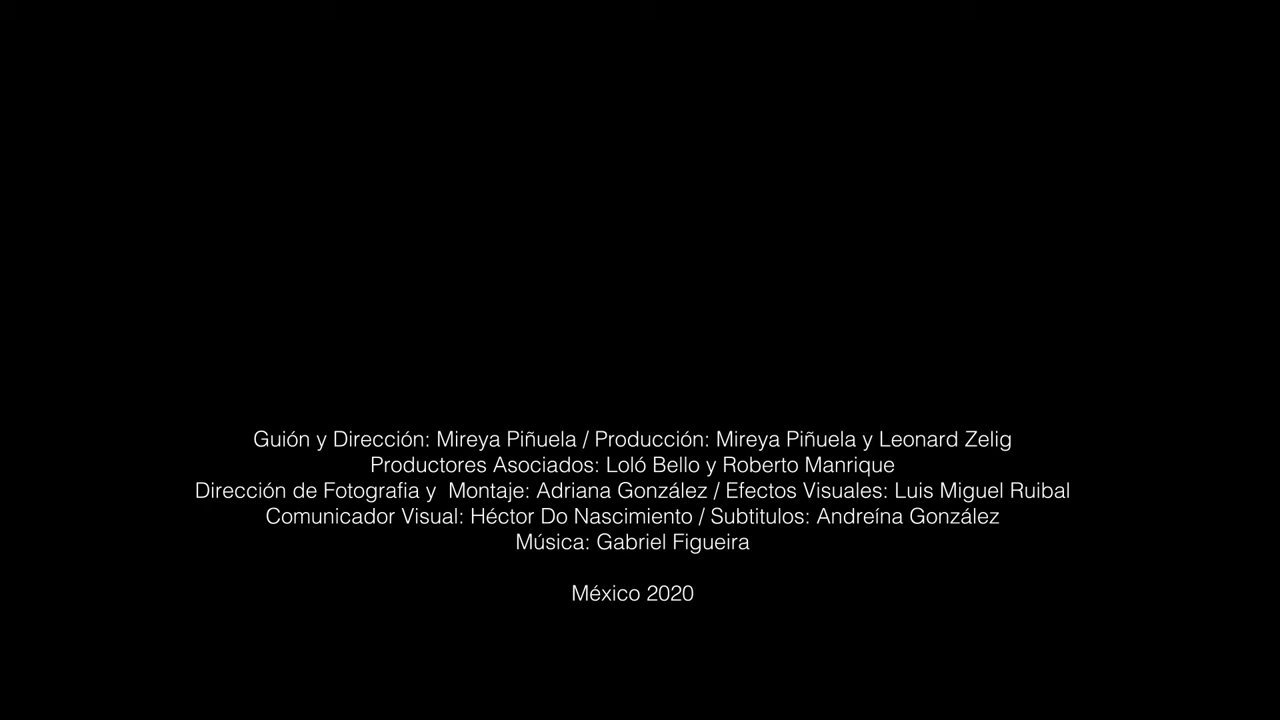 Guión y Dirección: Mireya Piñuela / Producción: Mireya Piñuela y Leonard Zelig
Productores Asociados: Loló Bello y Roberto Manrique
Dirección de Fotografia y  Montaje: Adriana González / Efectos Visuales: Luis Miguel Ruibal
Comunicador Visual: Héctor Do Nascimiento / Subtitulos: Andreína González
Música: Gabriel Figueira
México 2020